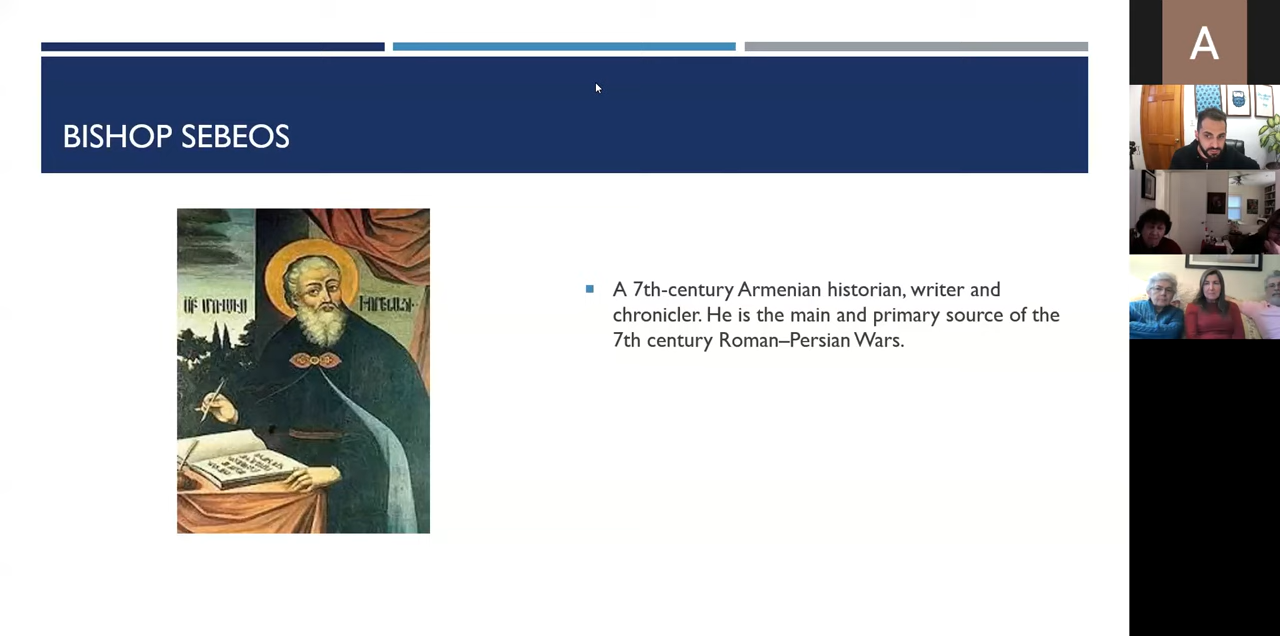 BISHOP SEBEOS
A 7th-century Armenian historian, writer and
chronicler. He is the main and primary source of the
7th century Roman–Persian Wars.
A